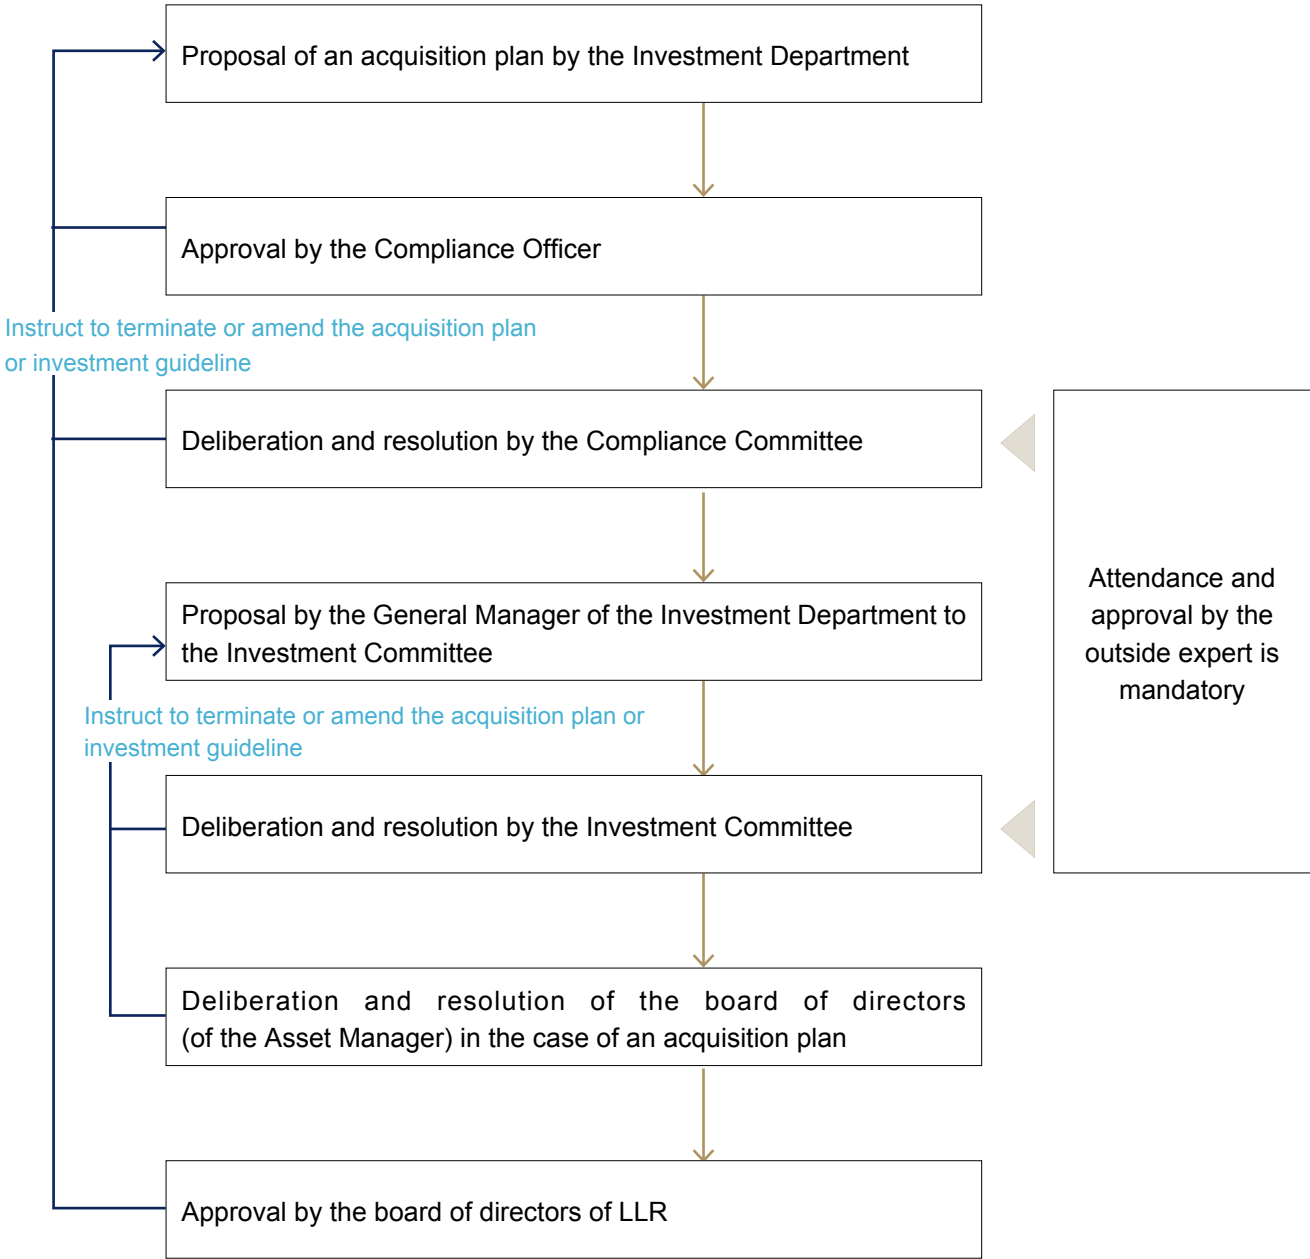 Proposal of an acquisition plan by the Investment Department
Approval by the Compliance Officer
Instruct to terminate or amend the acquisition plan
or investment guideline
Deliberation and resolution by the Compliance Committee
Proposal by the General Manager of the Investment Department to
the Investment Committee
Attendance and
approval by the
outside expert is
mandatory
Instruct to terminate or amend the acquisition plan or
investment guideline
Deliberation and resolution by the Investment Committee
Deliberation and resolution of the board of directors
(of the Asset Manager) in the case of an acquisition plan
Approval by the board of directors of LLR